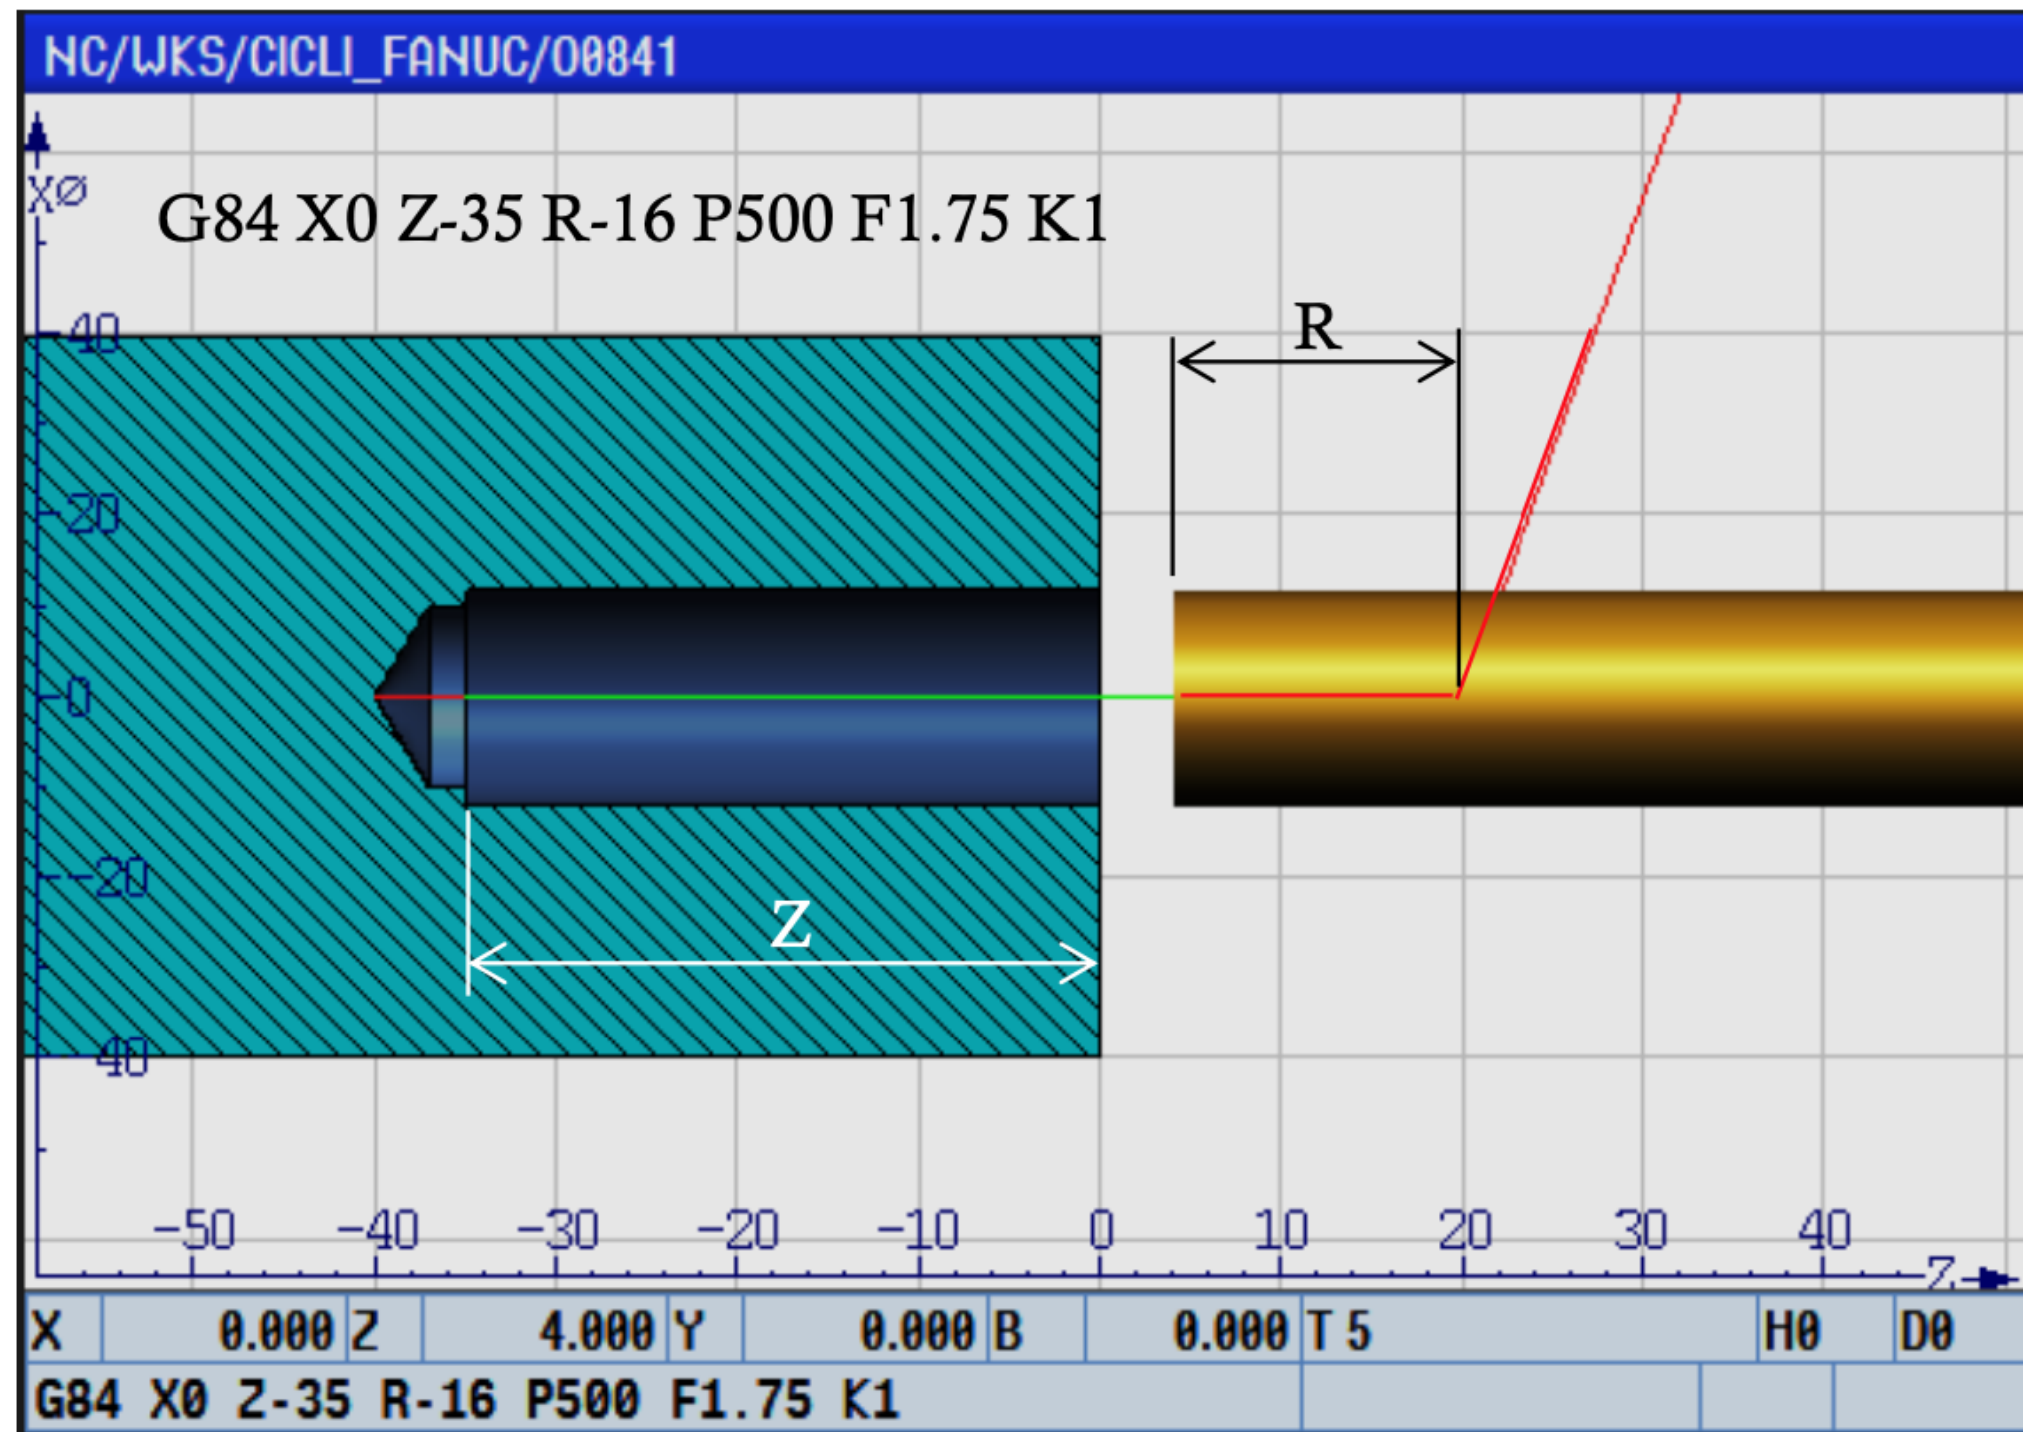 NC/WKS/CICLI_FANUC/O0841
XØ
G84 X0 Z-35 R-16 P500 F1.75 K1
R
40
20
0
-20
-40
Z
-50 -40 -30 -20 -10 0 10 20 30 40
Z
X 0.000 Z 4.000 Y 0.000 B 0.000 T 5 H0 D0
G84 X0 Z-35 R-16 P500 F1.75 K1